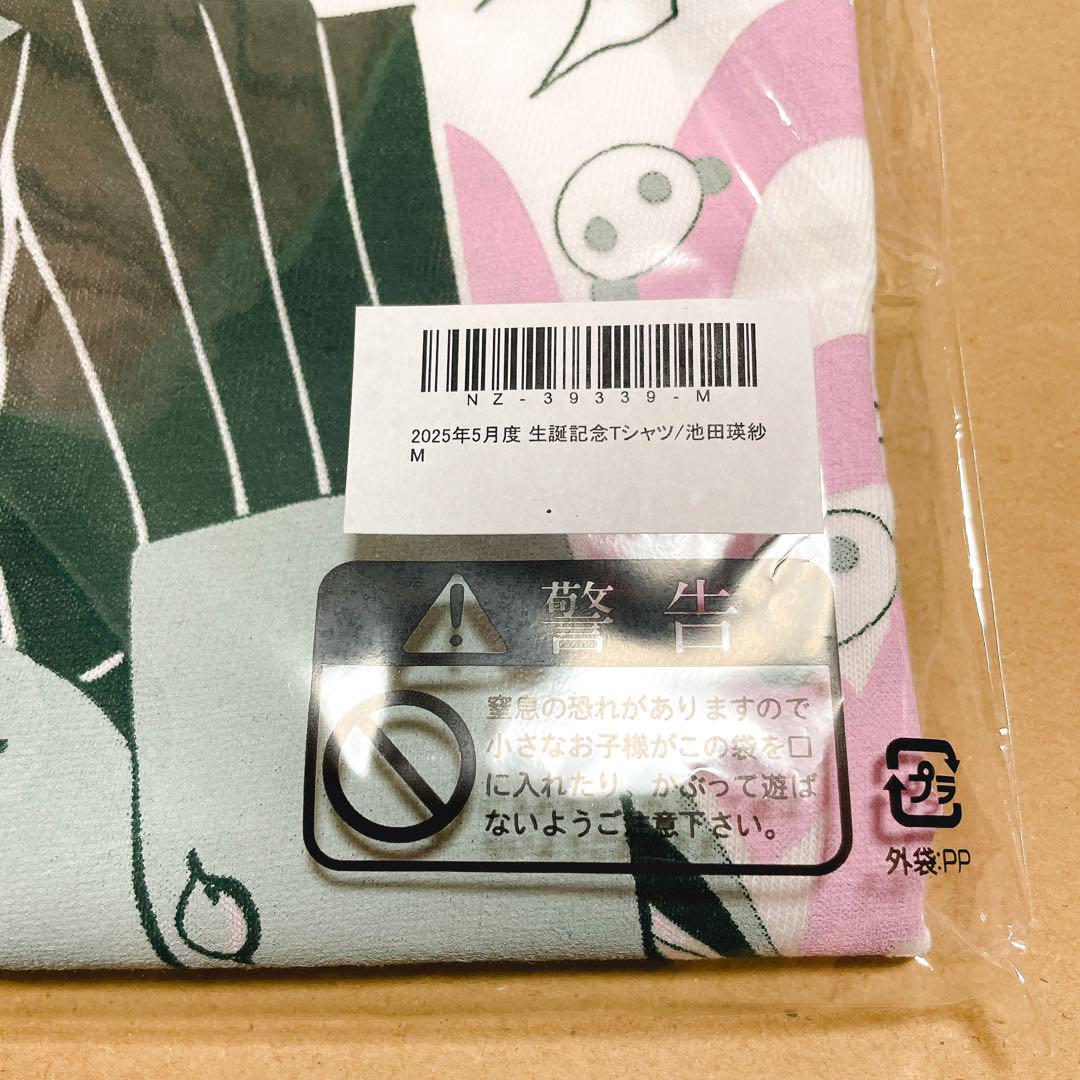 NZ-39339-M
2025年5月度 生誕記念Tシャツ/池田瑛紗
M
警告
窒息の恐れがありますので
小さなお子様がこの袋を口
に入れたり、かぶって遊ば
ないようご注意下さい。
プラ
外袋:PP